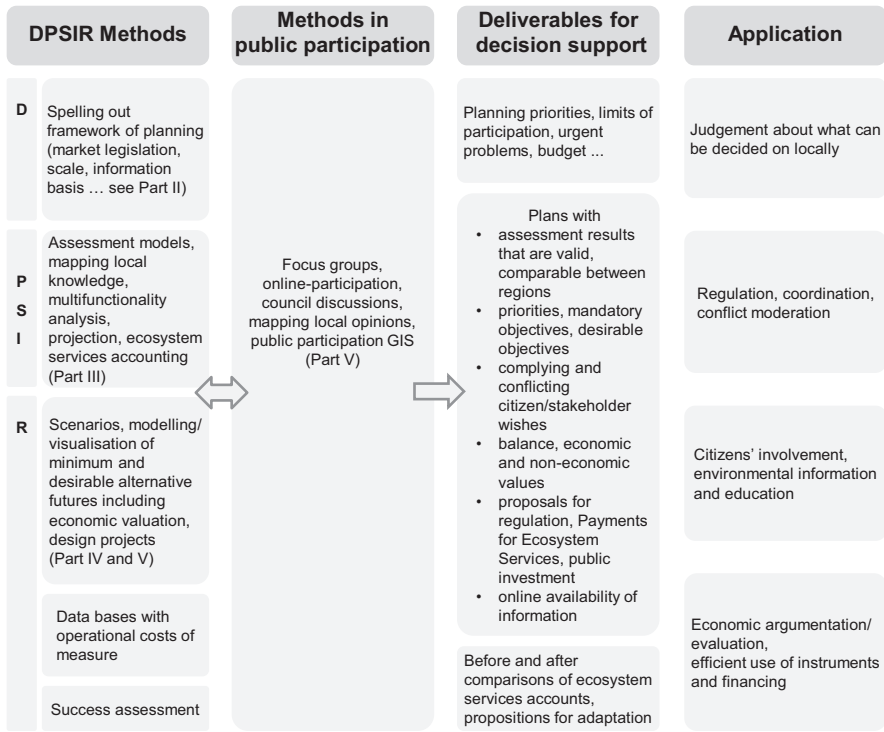 DPSIR Methods
Methods in
public participation
Deliverables for
decision support
Application
D
Spelling out
framework of planning
(market legislation,
scale, information
basis … see Part II)
P
S
I
Assessment models,
mapping local
knowledge,
multifunctionality
analysis,
projection, ecosystem
services accounting
(Part III)
R
Scenarios, modelling/
visualisation of
minimum and
desirable alternative
futures including
economic valuation,
design projects
(Part IV and V)
Data bases with
operational costs of
measure
Success assessment
Focus groups,
online-participation,
council discussions,
mapping local opinions,
public participation GIS
(Part V)
Planning priorities, limits of
participation, urgent
problems, budget ...
Plans with
• assessment results
that are valid,
comparable between
regions
• priorities, mandatory
objectives, desirable
objectives
• complying and
conflicting
citizen/stakeholder
wishes
• balance, economic
and non-economic
values
• proposals for
regulation, Payments
for Ecosystem
Services, public
investment
• online availability of
information
Before and after
comparisons of ecosystem
services accounts,
propositions for adaptation
Judgement about what can
be decided on locally
Regulation, coordination,
conflict moderation
Citizens’ involvement,
environmental information
and education
Economic argumentation/
evaluation,
efficient use of instruments
and financing